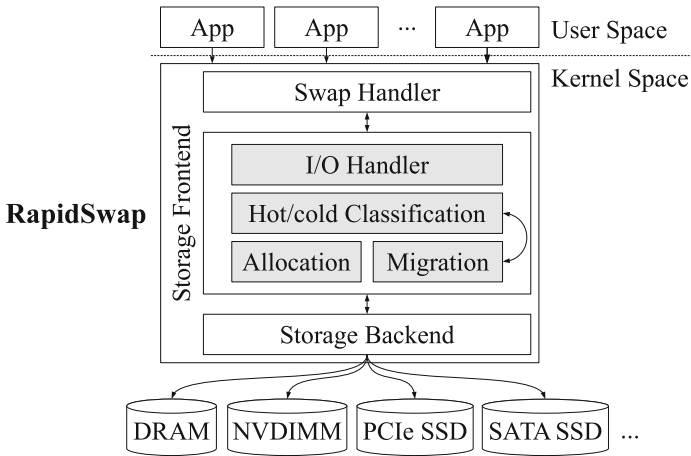 App
App
...
App
User Space
Kernel Space
Swap Handler
RapidSwap
Storage Frontend
I/O Handler
Hot/cold Classification
Allocation
Migration
Storage Backend
DRAM
NVDIMM
PCIe SSD
SATA SSD
...